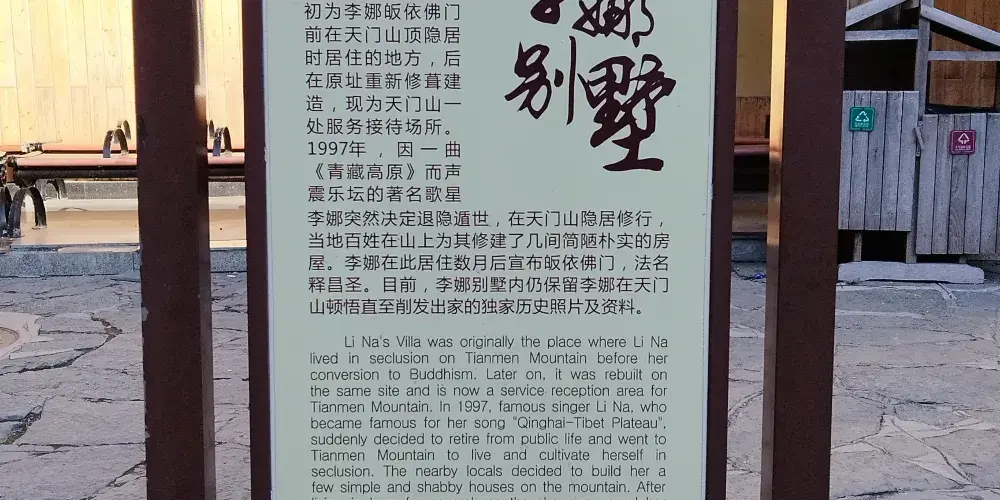 娜
别墅
初为李娜皈依佛门
前在天门山顶隐居
时居住的地方，后
在原址重新修葺建
造，现为天门山一
处服务接待场所。
1997年，因一曲
《青藏高原》而声
震乐坛的著名歌星
李娜突然决定退隐遁世，在天门山隐居修行，
当地百姓在山上为其修建了几间简陋朴实的房
屋。李娜在此居住数月后宣布皈依佛门，法名
释昌圣。目前，李娜别墅内仍保留李娜在天门
山顿悟直至削发出家的独家历史照片及资料。
Li Na's Villa was originally the place where Li Na
lived in seclusion on Tianmen Mountain before her
conversion to Buddhism. Later on, it was rebuilt on
the same site and is now a service reception area for
Tianmen Mountain. In 1997, famous singer Li Na, who
became famous for her song "Qinghai-Tibet Plateau",
suddenly decided to retire from public life and went to
Tianmen Mountain to live and cultivate herself in
seclusion. The nearby locals decided to build her a
few simple and shabby houses on the mountain. After